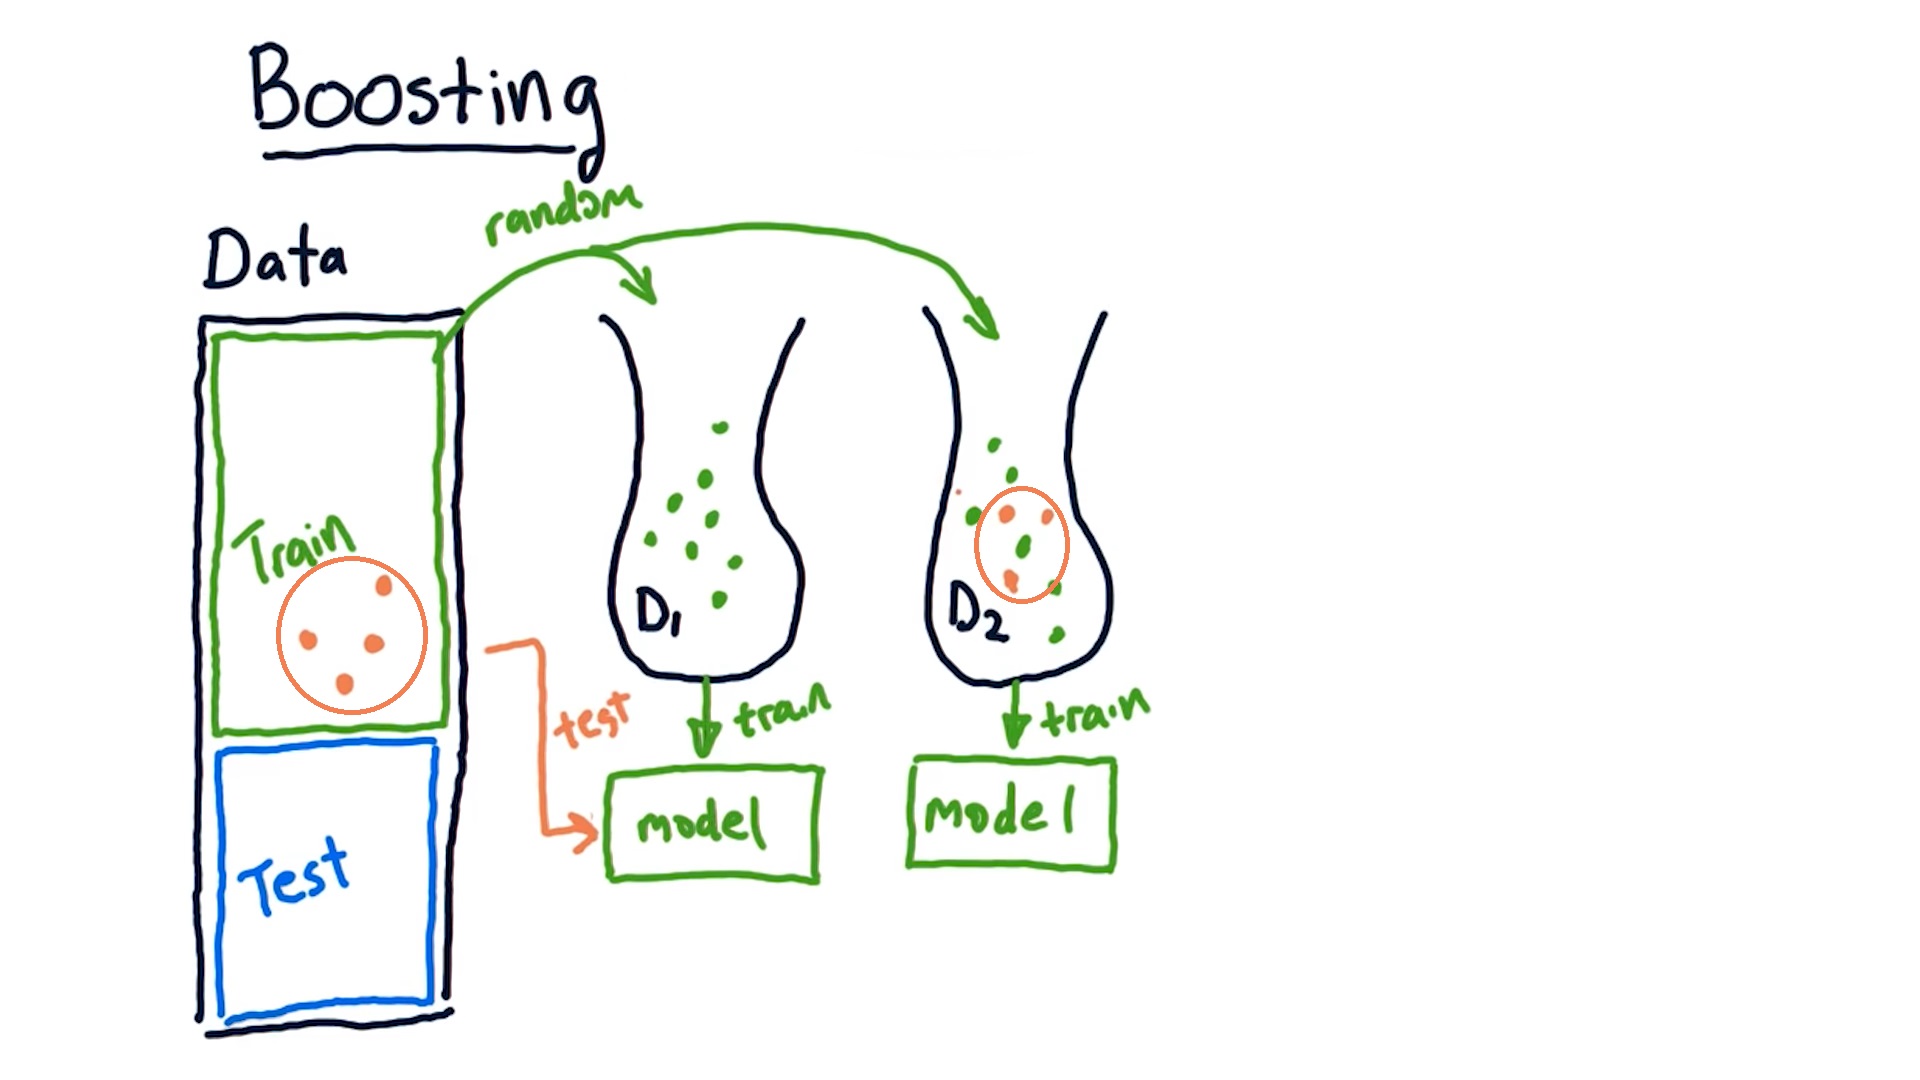 Boosting
random
Data
Train
D1
D2
test
train
train
model
model
Test